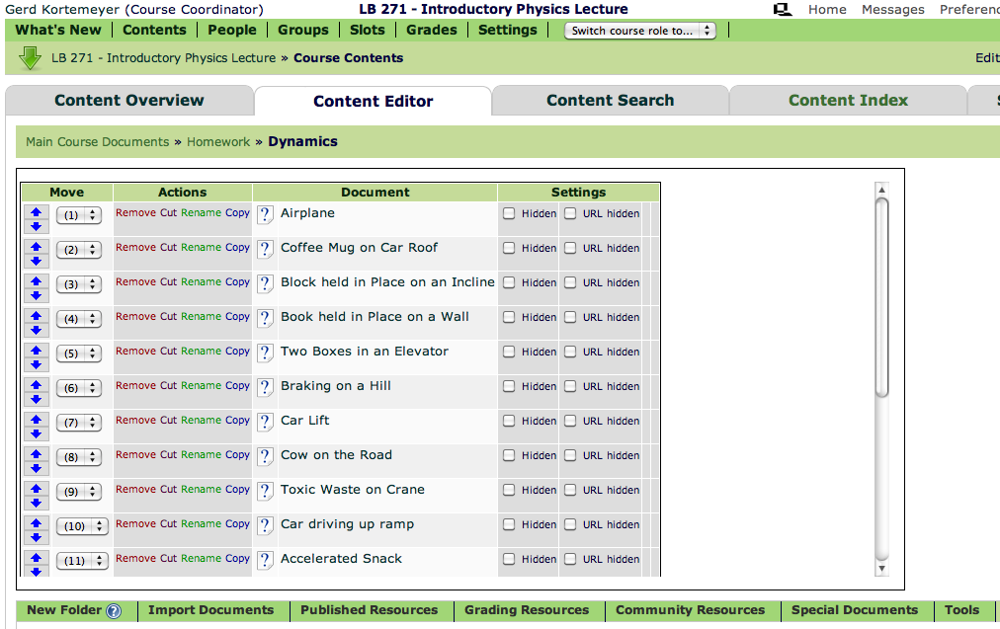 Gerd Kortemeyer (Course Coordinator) LB 271 - Introductory Physics Lecture Home Messages Preferenc
What's New Contents People Groups Slots Grades Settings Switch course role to...
LB 271 - Introductory Physics Lecture » Course Contents Edit
Content Overview Content Editor Content Search Content Index
Main Course Documents » Homework » Dynamics
Move Actions Document Settings
(1) Remove Cut Rename Copy ? Airplane Hidden URL hidden
(2) Remove Cut Rename Copy ? Coffee Mug on Car Roof Hidden URL hidden
(3) Remove Cut Rename Copy ? Block held in Place on an Incline Hidden URL hidden
(4) Remove Cut Rename Copy ? Book held in Place on a Wall Hidden URL hidden
(5) Remove Cut Rename Copy ? Two Boxes in an Elevator Hidden URL hidden
(6) Remove Cut Rename Copy ? Braking on a Hill Hidden URL hidden
(7) Remove Cut Rename Copy ? Car Lift Hidden URL hidden
(8) Remove Cut Rename Copy ? Cow on the Road Hidden URL hidden
(9) Remove Cut Rename Copy ? Toxic Waste on Crane Hidden URL hidden
(10) Remove Cut Rename Copy ? Car driving up ramp Hidden URL hidden
(11) Remove Cut Rename Copy ? Accelerated Snack Hidden URL hidden
New Folder ? Import Documents Published Resources Grading Resources Community Resources Special Documents Tools